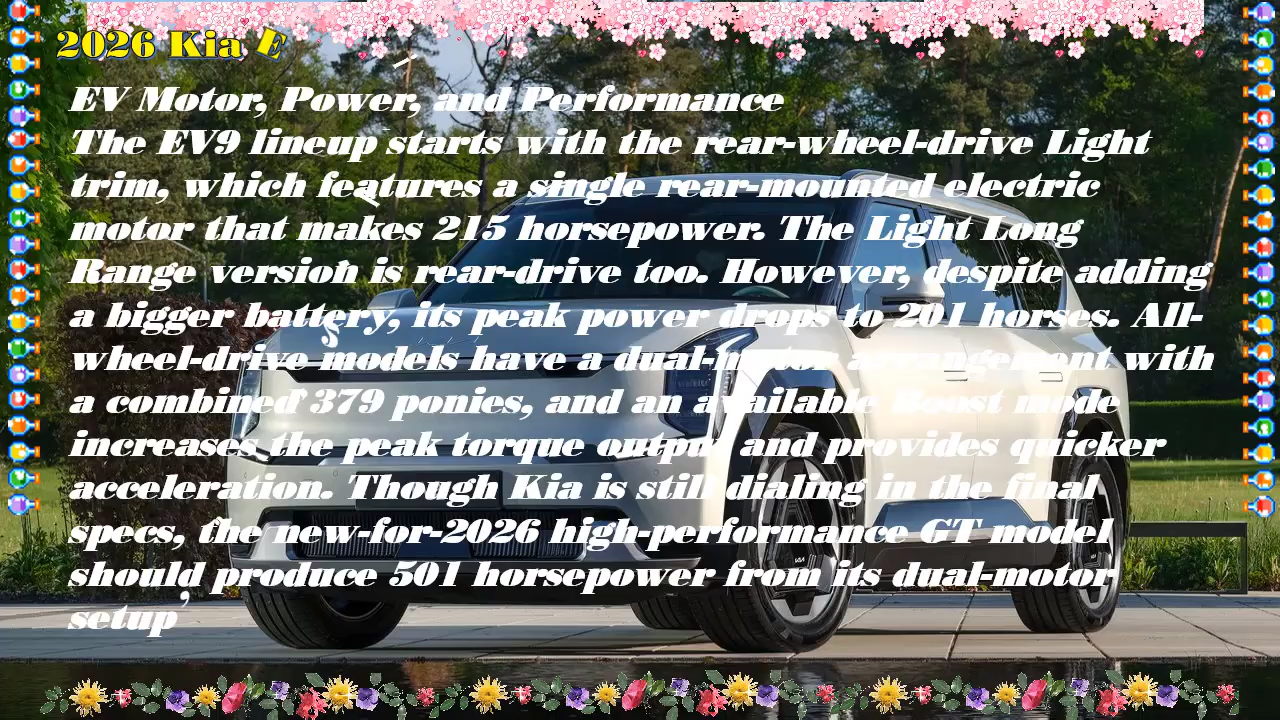 2026 Kia E
EV Motor, Power, and Performance
The EV9 lineup starts with the rear-wheel-drive Light
trim, which features a single rear-mounted electric
motor that makes 215 horsepower. The Light Long
Range version is rear-drive too. However, despite adding
a bigger battery, its peak power drops to 201 horses. All-
wheel-drive models have a dual-motor arrangement with
a combined 379 ponies, and an available Boost mode
increases the peak torque output and provides quicker
acceleration. Though Kia is still dialing in the final
specs, the new-for-2026 high-performance GT model
should produce 501 horsepower from its dual-motor
setup